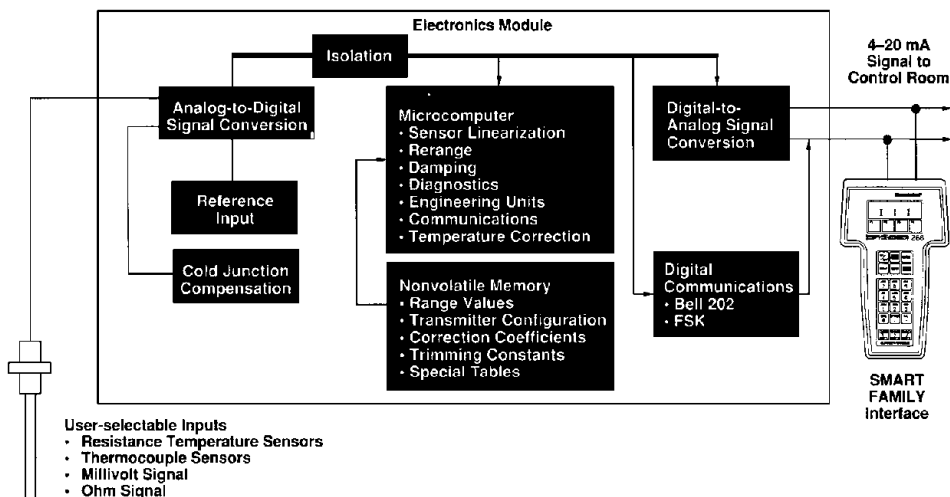 Electronics Module
Isolation
4–20 mA
Signal to
Control Room
Analog-to-Digital
Signal Conversion
Microcomputer
• Sensor Linearization
• Rerange
• Damping
• Diagnostics
• Engineering Units
• Communications
• Temperature Correction
Digital-to-
Analog Signal
Conversion
Reference
Input
Cold Junction
Compensation
Nonvolatile Memory
• Range Values
• Transmitter Configuration
• Correction Coefficients
• Trimming Constants
• Special Tables
Digital
Communications
• Bell 202
• FSK
268
SMART
FAMILY
Interface
User-selectable Inputs
• Resistance Temperature Sensors
• Thermocouple Sensors
• Millivolt Signal
• Ohm Signal